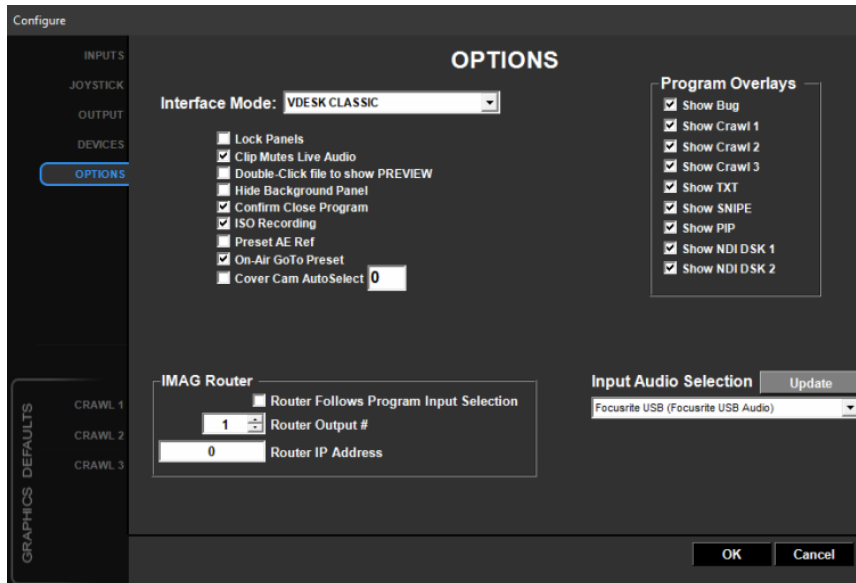 Configure
INPUTS
JOYSTICK
OUTPUT
DEVICES
OPTIONS
OPTIONS
Interface Mode: VDESK CLASSIC
Lock Panels
Clip Mutes Live Audio
Double-Click file to show PREVIEW
Hide Background Panel
Confirm Close Program
ISO Recording
Preset AE Ref
On-Air GoTo Preset
Cover Cam AutoSelect 0
Program Overlays
Show Bug
Show Crawl 1
Show Crawl 2
Show Crawl 3
Show TXT
Show SNIPE
Show PIP
Show NDI DSK 1
Show NDI DSK 2
IMAG Router
Router Follows Program Input Selection
1 Router Output #
0 Router IP Address
Input Audio Selection Update
Focusrite USB (Focusrite USB Audio)
GRAPHICS DEFAULTS
CRAWL 1
CRAWL 2
CRAWL 3
OK Cancel